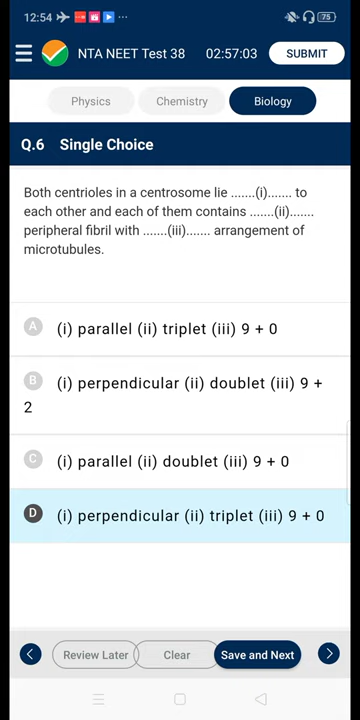 12:54 ... 75
NTA NEET Test 38 02:57:03 SUBMIT
Physics Chemistry Biology
Q.6 Single Choice
Both centrioles in a centrosome lie .......(i)....... to
each other and each of them contains .......(ii).......
peripheral fibril with .......(iii)....... arrangement of
microtubules.
A (i) parallel (ii) triplet (iii) 9 + 0
B (i) perpendicular (ii) doublet (iii) 9 +
2
C (i) parallel (ii) doublet (iii) 9 + 0
D (i) perpendicular (ii) triplet (iii) 9 + 0
Review Later Clear Save and Next